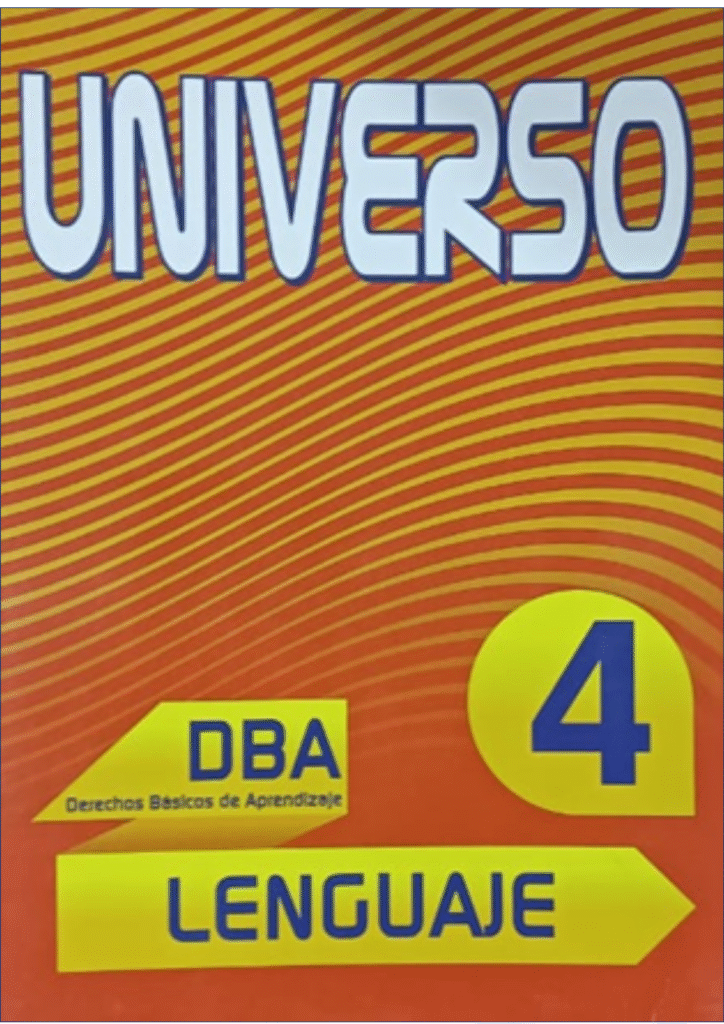 UNIVERSO
4
DBA
Derechos Básicos de Aprendizaje
LENGUAJE